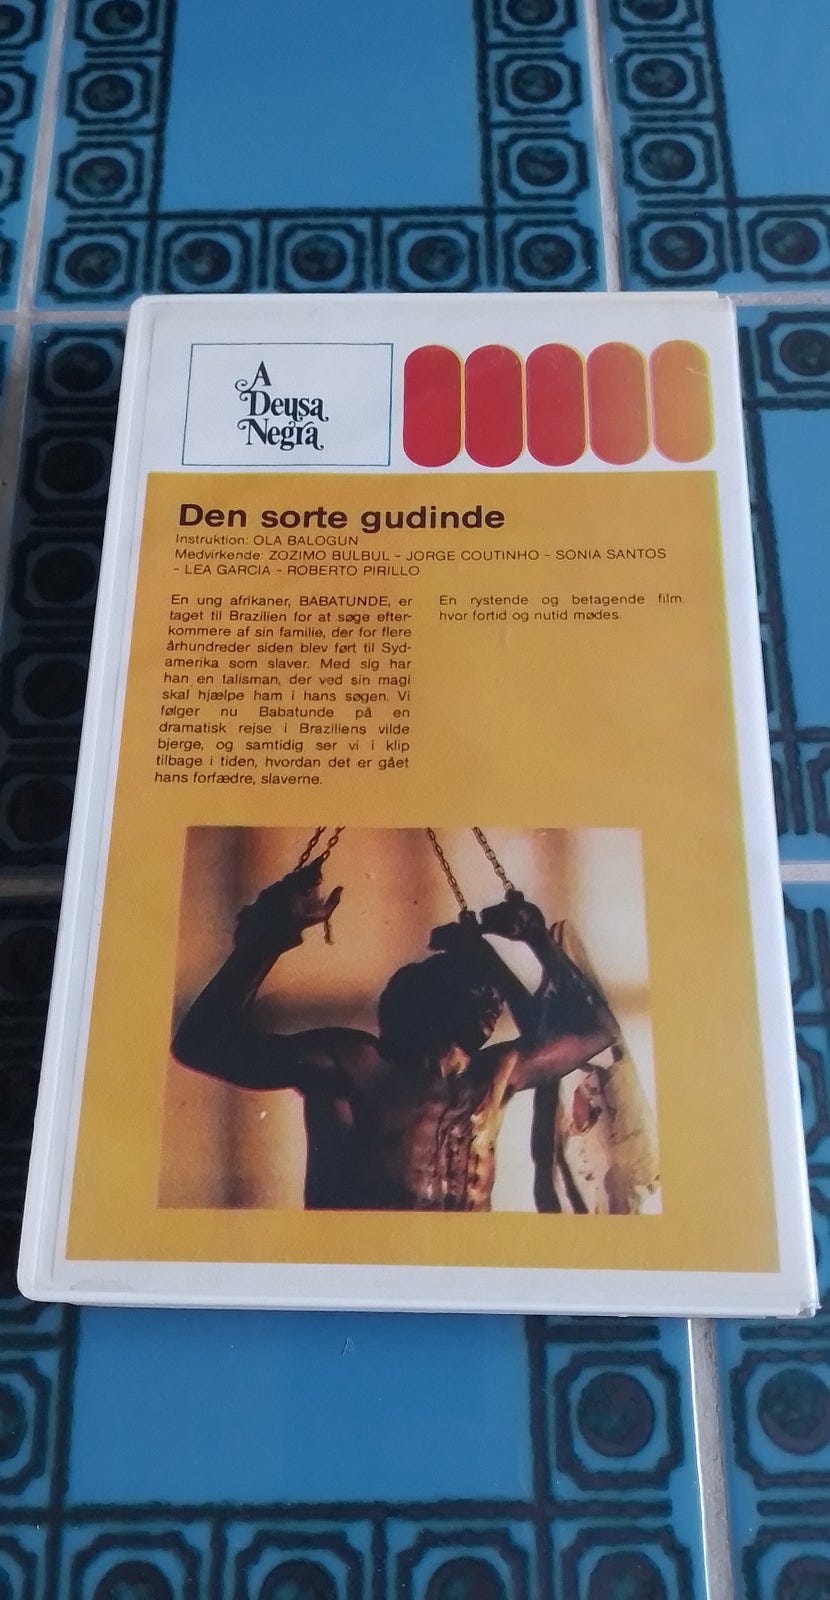 A
Deusa
Negra
Den sorte gudinde
Instruktion: OLA BALOGUN
Medvirkende: ZOZIMO BULBUL - JORGE COUTINHO - SONIA SANTOS
- LEA GARCIA - ROBERTO PIRILLO
En ung afrikaner, BABATUNDE, er
taget til Brazilien for at søge efter-
kommere af sin familie, der for flere
århundreder siden blev ført til Syd-
amerika som slaver. Med sig har
han en talisman, der ved sin magi
skal hjælpe ham i hans søgen. Vi
følger nu Babatunde på en
dramatisk rejse i Braziliens vilde
bjerge, og samtidig ser vi i klip
tilbage i tiden, hvordan det er gået
hans forfædre, slaverne.
En rystende og betagende film.
hvor fortid og nutid mødes.